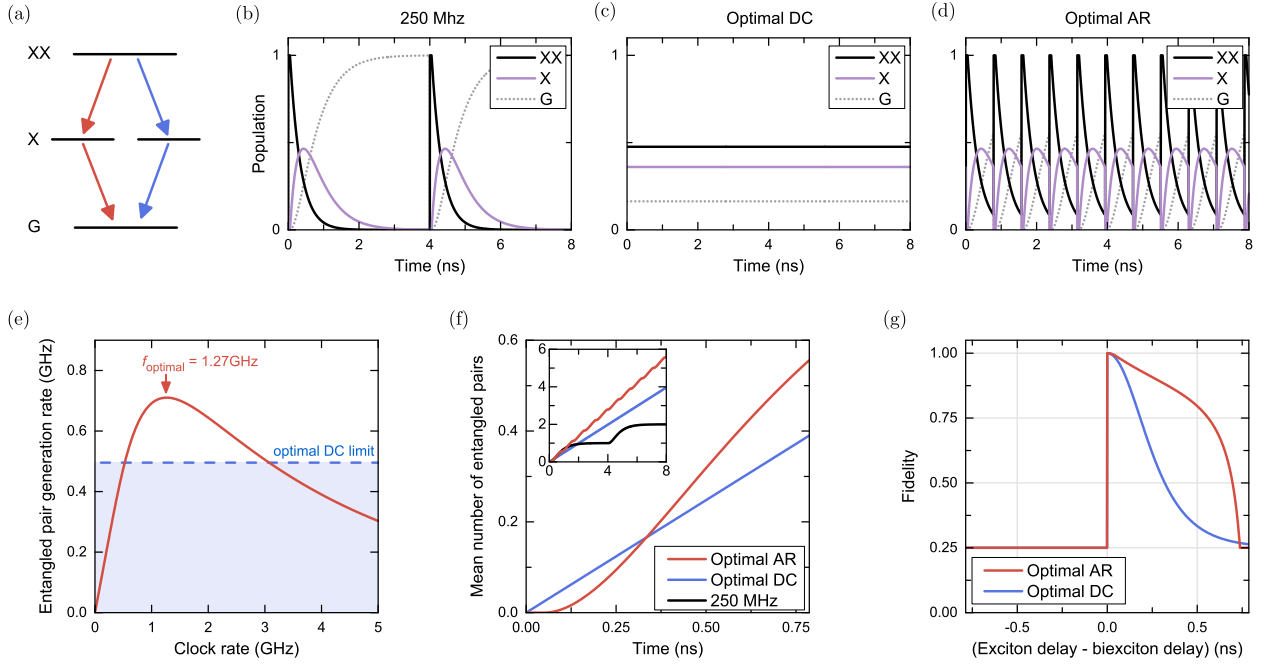 (a)
XX
X
G
(b)
250 Mhz
Population
1
0
0
2
4
6
8
Time (ns)
XX
X
G
(c)
Optimal DC
1
0
0
2
4
6
8
Time (ns)
XX
X
G
(d)
Optimal AR
1
0
0
2
4
6
8
Time (ns)
XX
X
G
(e)
Entangled pair generation rate (GHz)
0.8
0.6
0.4
0.2
0.0
0
1
2
3
4
5
Clock rate (GHz)
foptimal = 1.27GHz
optimal DC limit
(f)
Mean number of entangled pairs
0.6
0.4
0.2
0.0
0.00
0.25
0.50
0.75
Time (ns)
6
4
2
0
0
4
8
Optimal AR
Optimal DC
250 MHz
(g)
Fidelity
1.00
0.75
0.50
0.25
0.00
-0.5
0.0
0.5
(Exciton delay - biexciton delay) (ns)
Optimal AR
Optimal DC